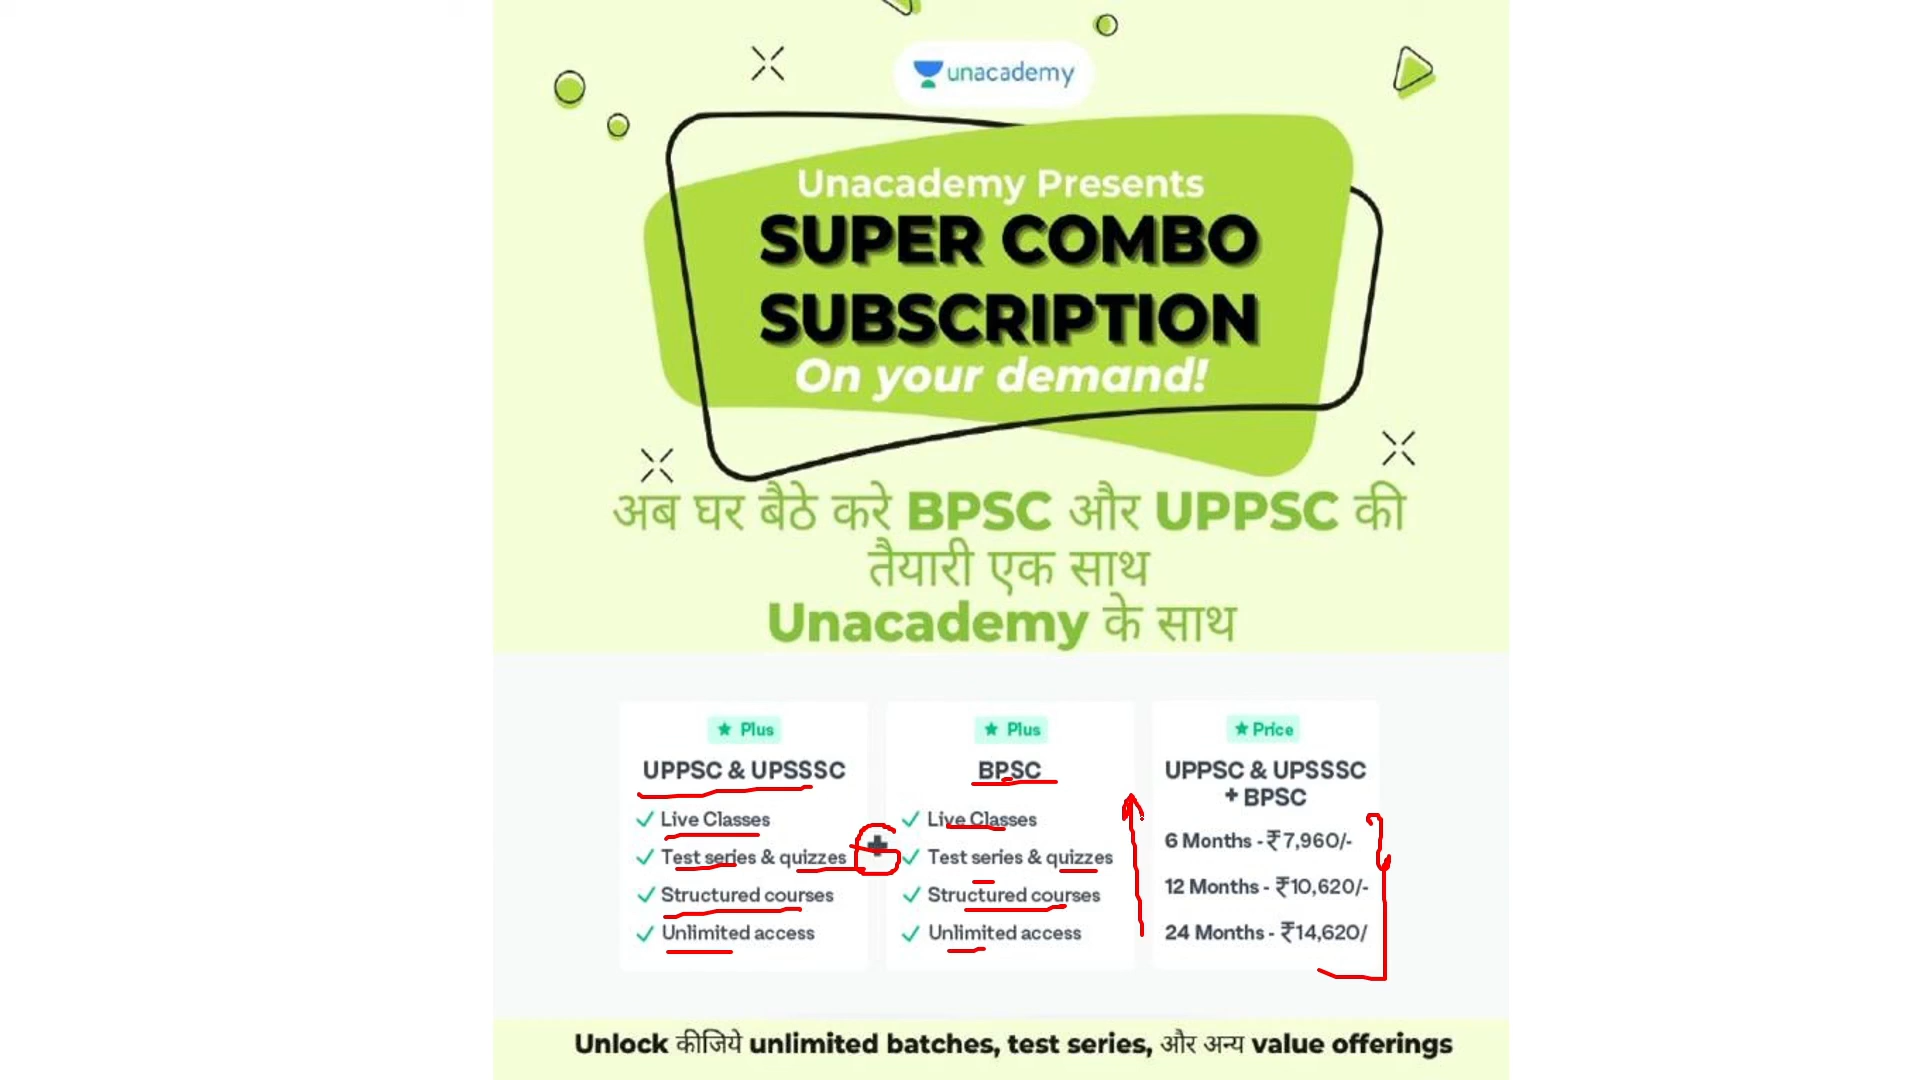 unacademy
Unacademy Presents
SUPER COMBO
SUBSCRIPTION
On your demand!
अब घर बैठे करे BPSC और UPPSC की
तैयारी एक साथ
Unacademy के साथ
Plus
UPPSC & UPSSSC
Live Classes
Test series & quizzes
Structured courses
Unlimited access
+
Plus
BPSC
Live Classes
Test series & quizzes
Structured courses
Unlimited access
Price
UPPSC & UPSSSC
+ BPSC
6 Months - ₹7,960/-
12 Months - ₹10,620/-
24 Months - ₹14,620/
Unlock कीजिये unlimited batches, test series, और अन्य value offerings